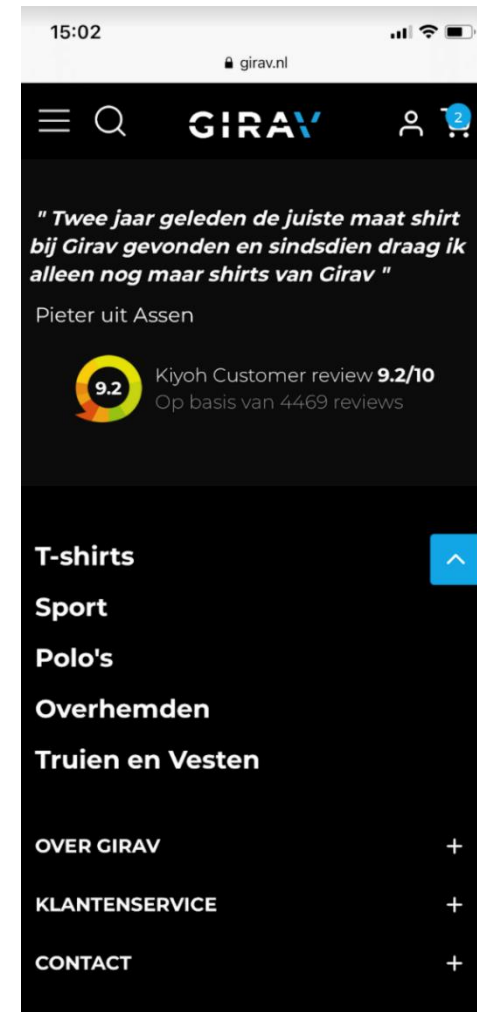 15:02
girav.nl
GIRAV
2
" Twee jaar geleden de juiste maat shirt
bij Girav gevonden en sindsdien draag ik
alleen nog maar shirts van Girav "
Pieter uit Assen
9.2
Kiyoh Customer review 9.2/10
Op basis van 4469 reviews
T-shirts
Sport
Polo's
Overhemden
Truien en Vesten
OVER GIRAV
KLANTENSERVICE
CONTACT